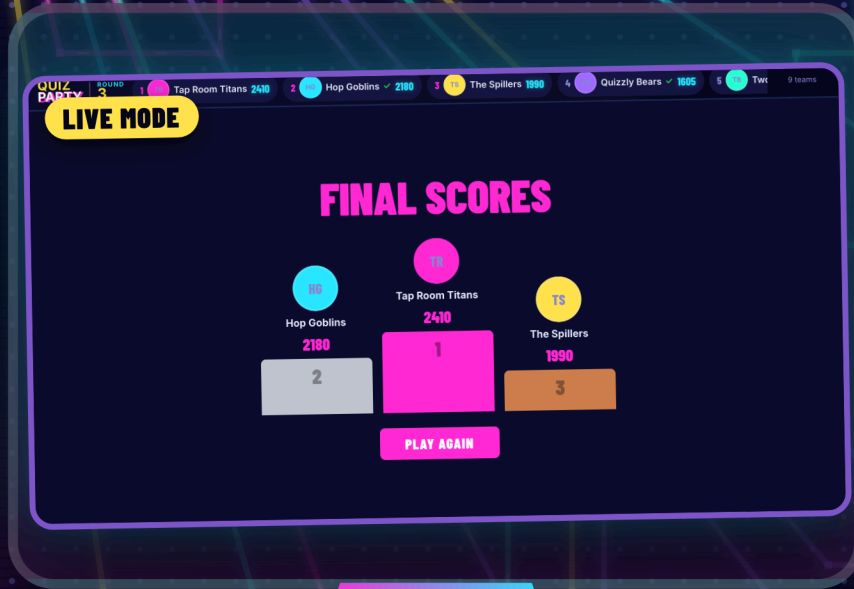 QUIZ
PARTY
ROUND
3
1 TR Tap Room Titans 2410
2 HG Hop Goblins ✓ 2180
3 TS The Spillers 1990
4 Quizzly Bears ✓ 1605
5 TS
9 teams
LIVE MODE
FINAL SCORES
TR
Tap Room Titans
2410
1
HG
Hop Goblins
2180
2
TS
The Spillers
1990
3
PLAY AGAIN